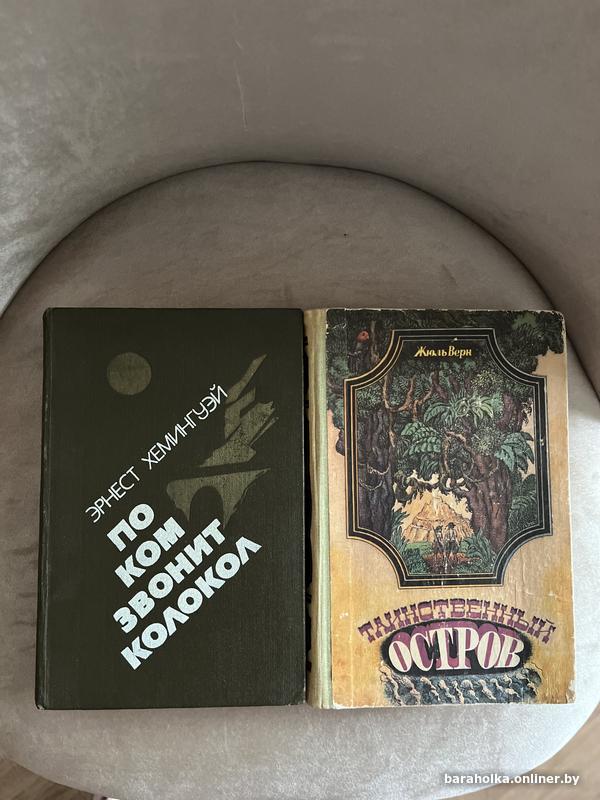 ЭРНЕСТ ХЕМИНГУЭЙ
ПО
КОМ
ЗВОНИТ
КОЛОКОЛ
Жюль Верн
ТАИНСТВЕННЫЙ
ОСТРОВ
baraholka.onliner.by